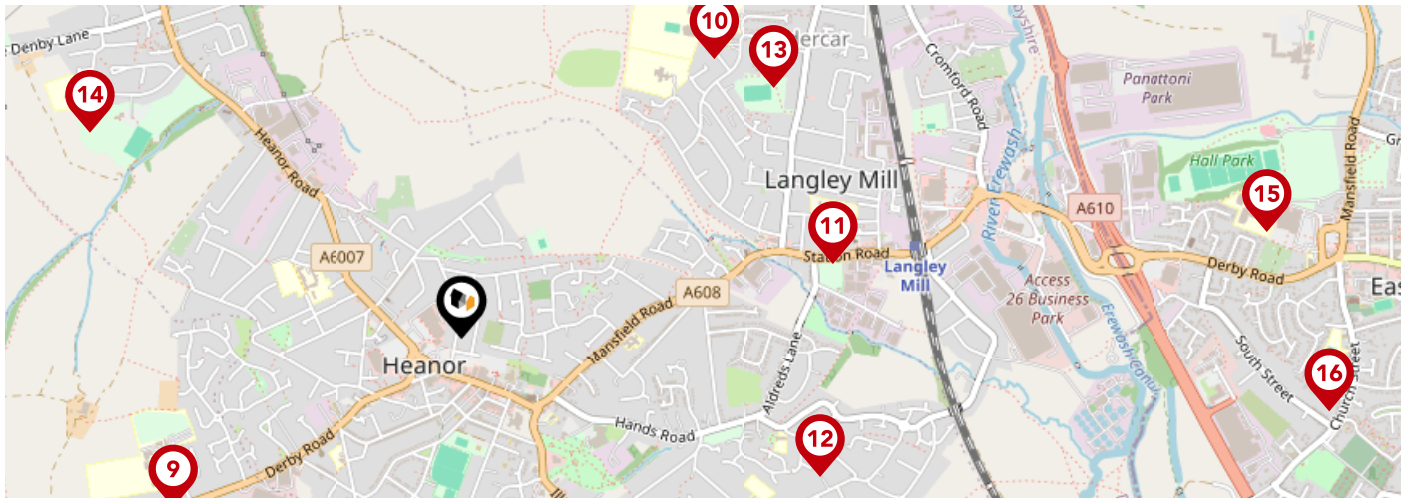 Denby Lane
14
10
13
Langley Mill
11
Station Road
Langley
Mill
Cromford Road
River Erewash
A610
Panattoni
Park
Hall Park
15
Mansfield Road
Derby Road
Heanor Road
A6007
Heanor
A608
Mansfield Road
Access
26 Business
Park
Erewash Canal
South Street
16
Church Street
Aldreds Lane
Hands Road
12
Derby Road
9